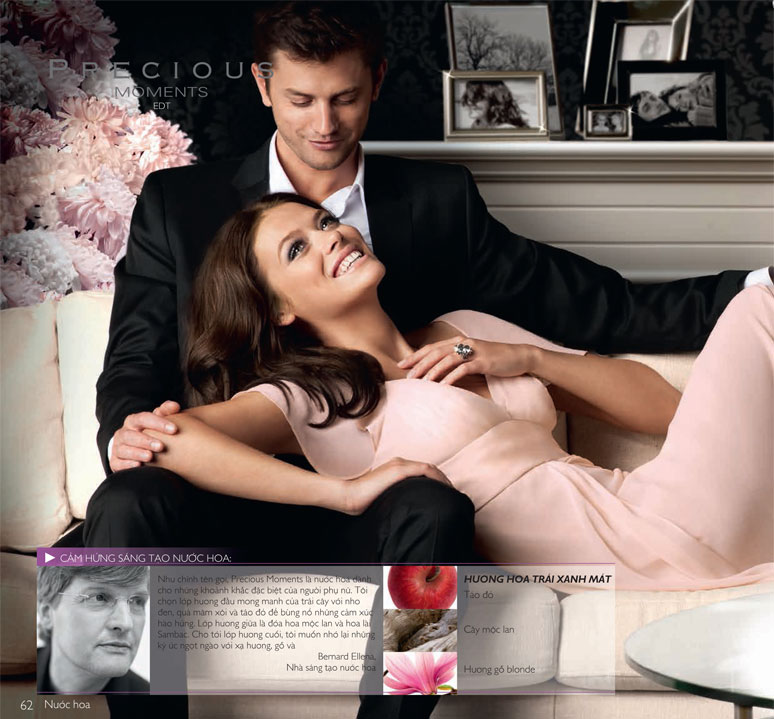 PRECIOUS
MOMENTS
EDT
CẢM HỨNG SÁNG TẠO NƯỚC HOA:
Như chính tên gọi, Precious Moments là nước hoa dành
cho những khoảnh khắc đặc biệt của người phụ nữ. Tôi
chọn lớp hương đầu mong manh của trái cây với nho
đen, quả mâm xôi và táo đỏ để bùng nổ những cảm xúc
hào hứng. Lớp hương giữa là đóa hoa mộc lan và hoa lài
Sambac. Cho tới lớp hương cuối, tôi muốn nhớ lại những
ký ức ngọt ngào với xạ hương, gỗ và
Bernard Ellena,
Nhà sáng tạo nước hoa
HƯƠNG HOA TRÁI XANH MÁT
Táo đỏ
Cây mộc lan
Hương gỗ blonde
62 Nước hoa